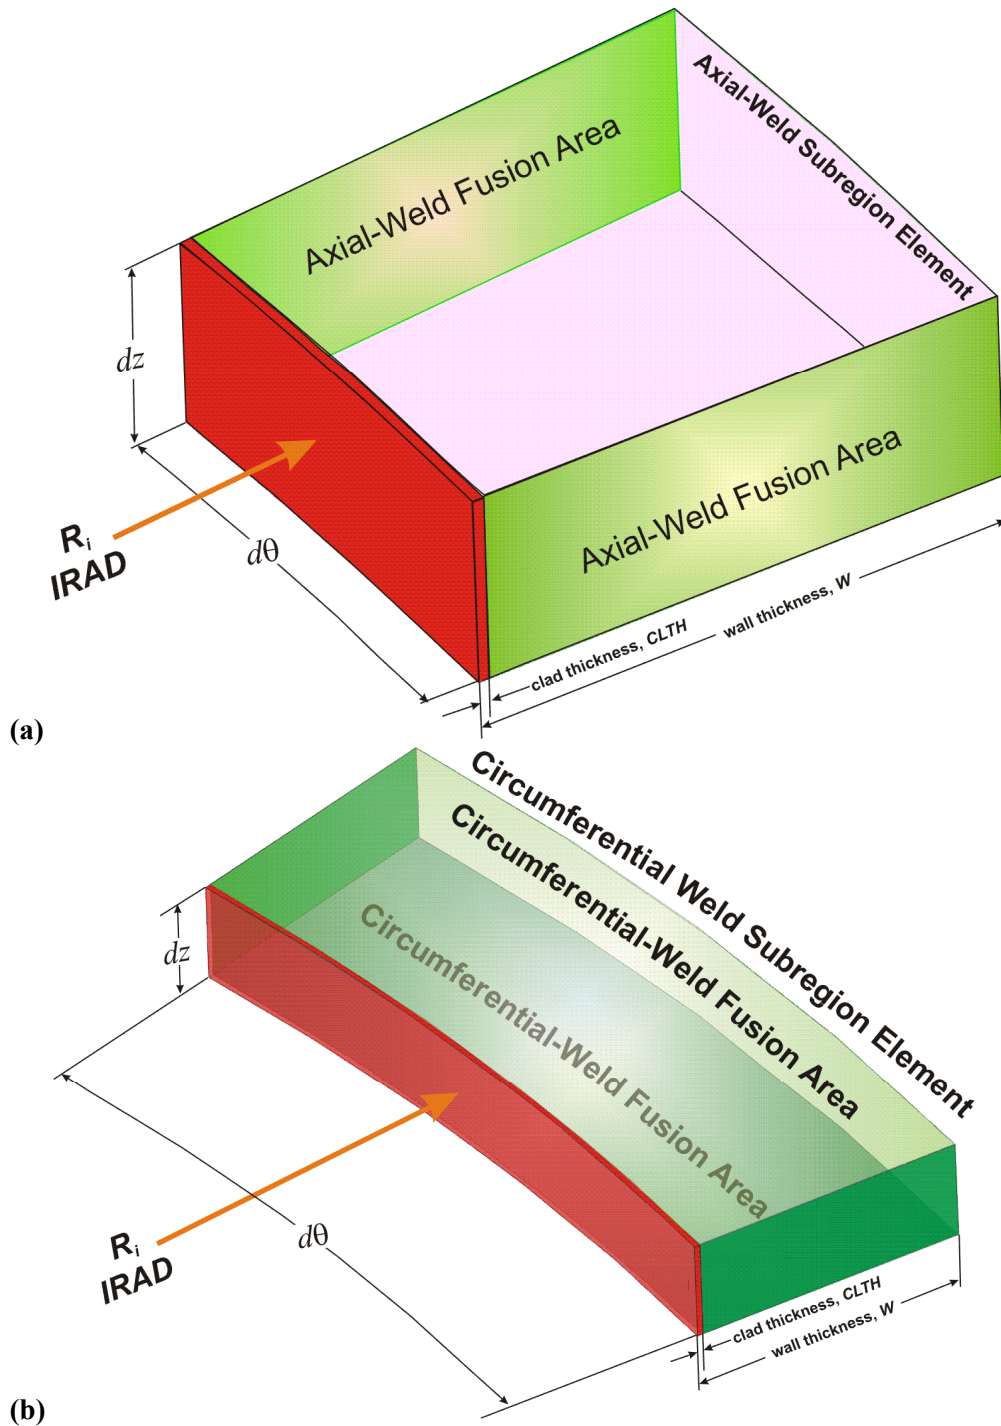 Axial-Weld Subregion Element
Axial-Weld Fusion Area
dz
Axial-Weld Fusion Area
Ri
IRAD
dθ
clad thickness, CLTH
wall thickness, W
(a)
Circumferential Weld Subregion Element
Circumferential-Weld Fusion Area
Circumferential-Weld Fusion Area
dz
dθ
Ri
IRAD
clad thickness, CLTH
wall thickness, W
(b)